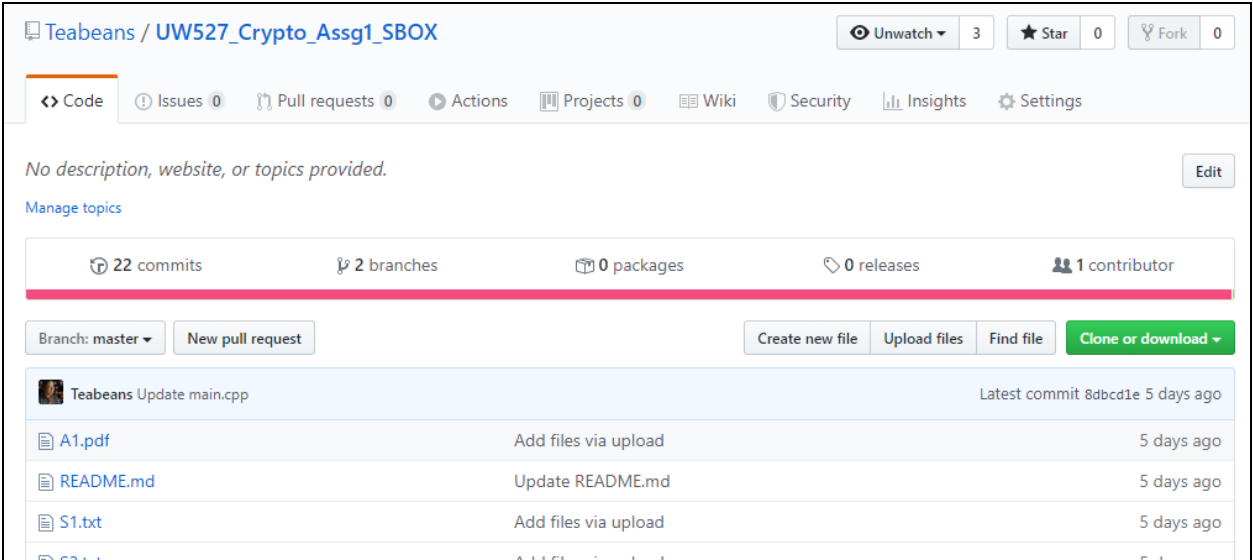 Teabeans / UW527_Crypto_Assg1_SBOX Unwatch 3 Star 0 Fork 0
Code Issues 0 Pull requests 0 Actions Projects 0 Wiki Security Insights Settings
No description, website, or topics provided. Edit
Manage topics
22 commits 2 branches 0 packages 0 releases 1 contributor
Branch: master New pull request Create new file Upload files Find file Clone or download
Teabeans Update main.cpp Latest commit 8dbcd1e 5 days ago
A1.pdf Add files via upload 5 days ago
README.md Update README.md 5 days ago
S1.txt Add files via upload 5 days ago